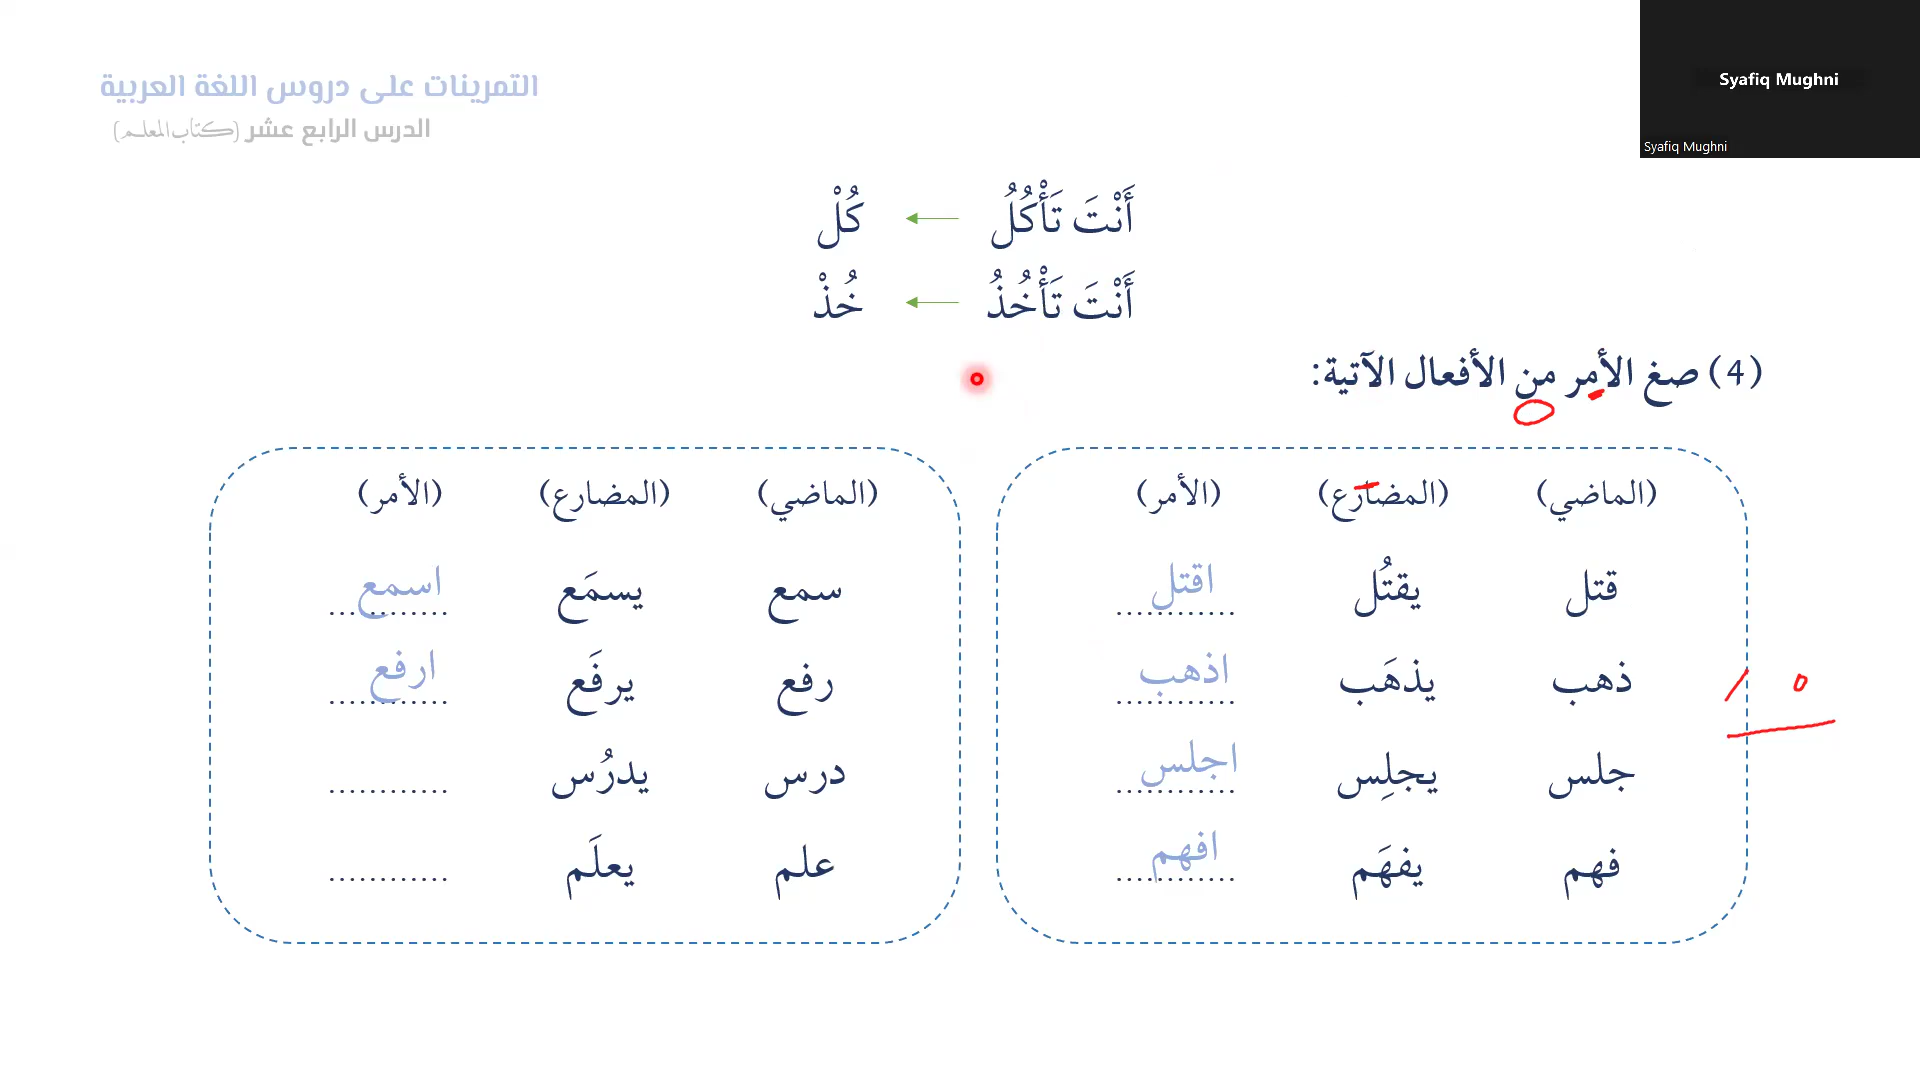 Syafiq Mughni
Syafiq Mughni
التمرينات على دروس اللغة العربية
الدرس الرابع عشر (كتاب المعلم)
أَنْتَ تَأْكُلُ ← كُلْ
أَنْتَ تَأْخُذُ ← خُذْ
(4) صغ الأمر من الأفعال الآتية:
(الماضي) (المضارع) (الأمر)
قتل يقتُل اقتل
ذهب يذهَب اذهب
جلس يجلِس اجلس
فهم يفهَم افهم
(الماضي) (المضارع) (الأمر)
سمع يسمَع اسمع
رفع يرفَع ارفع
درس يدرُس ............
علم يعلَم ............